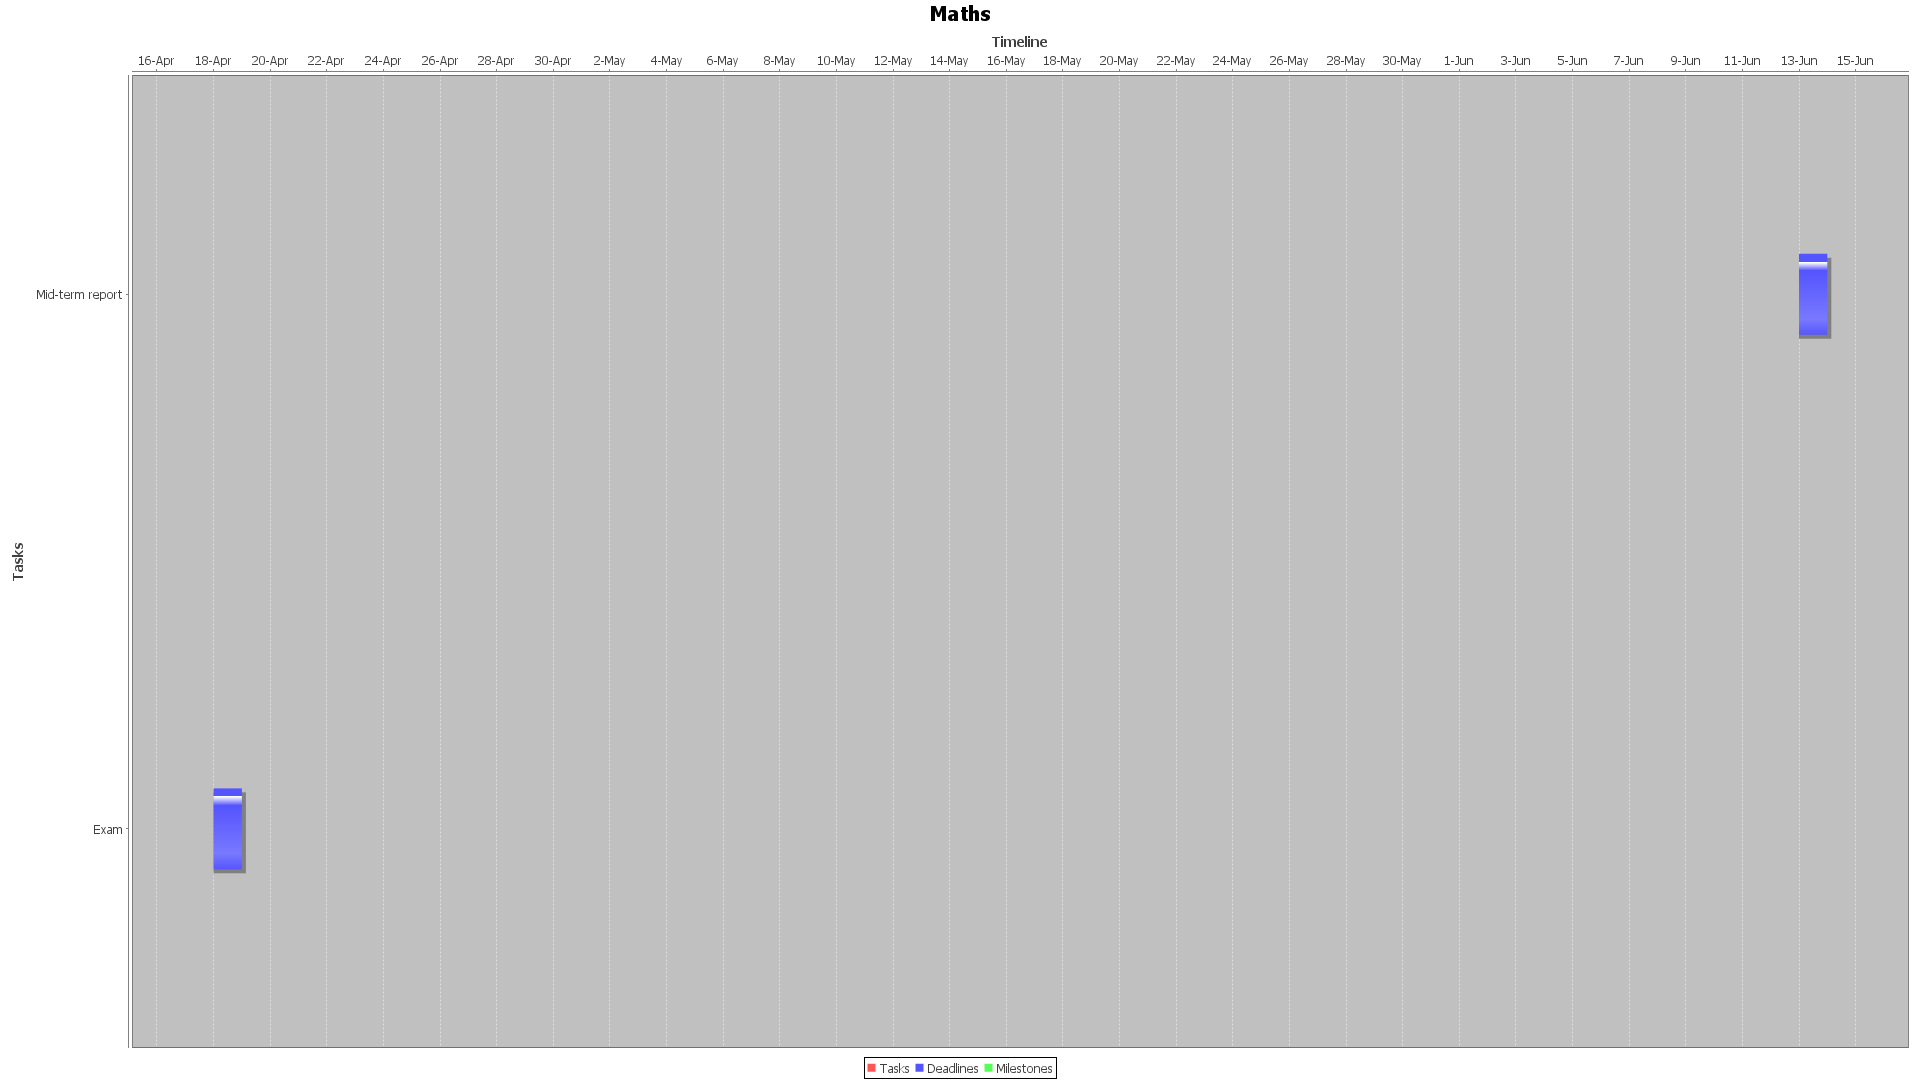 Maths
Timeline
16-Apr 18-Apr 20-Apr 22-Apr 24-Apr 26-Apr 28-Apr 30-Apr 2-May 4-May 6-May 8-May 10-May 12-May 14-May 16-May 18-May 20-May 22-May 24-May 26-May 28-May 30-May 1-Jun 3-Jun 5-Jun 7-Jun 9-Jun 11-Jun 13-Jun 15-Jun
Mid-term report
Tasks
Exam
Tasks Deadlines Milestones